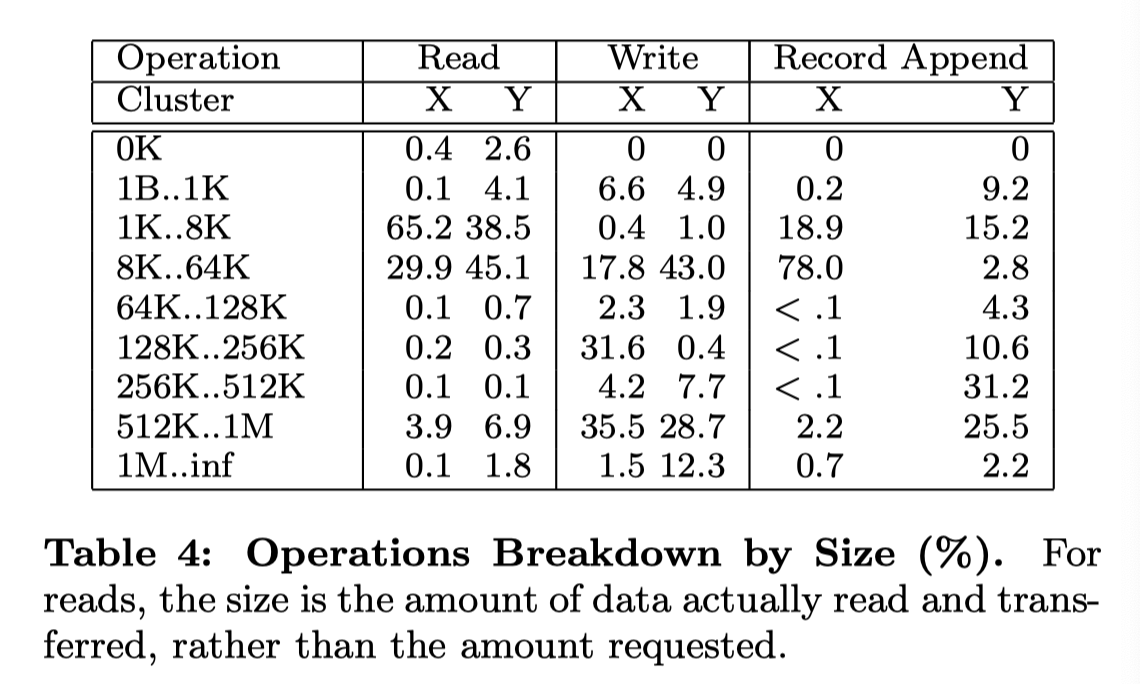 Operation Read Write Record Append
Cluster X Y X Y X Y
0K 0.4 2.6 0 0 0 0
1B..1K 0.1 4.1 6.6 4.9 0.2 9.2
1K..8K 65.2 38.5 0.4 1.0 18.9 15.2
8K..64K 29.9 45.1 17.8 43.0 78.0 2.8
64K..128K 0.1 0.7 2.3 1.9 < .1 4.3
128K..256K 0.2 0.3 31.6 0.4 < .1 10.6
256K..512K 0.1 0.1 4.2 7.7 < .1 31.2
512K..1M 3.9 6.9 35.5 28.7 2.2 25.5
1M..inf 0.1 1.8 1.5 12.3 0.7 2.2
Table 4: Operations Breakdown by Size (%). For
reads, the size is the amount of data actually read and trans-
ferred, rather than the amount requested.